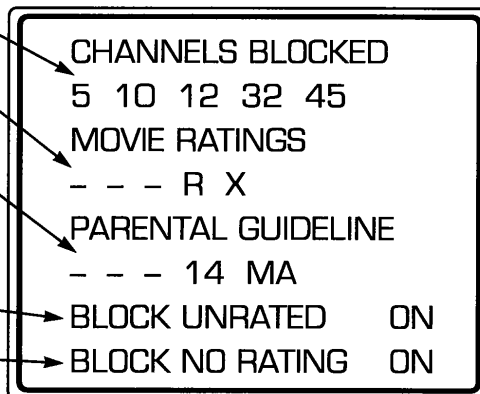 CHANNELS BLOCKED
5 10 12 32 45
MOVIE RATINGS
– – – R X
PARENTAL GUIDELINE
– – – 14 MA
BLOCK UNRATED ON
BLOCK NO RATING ON